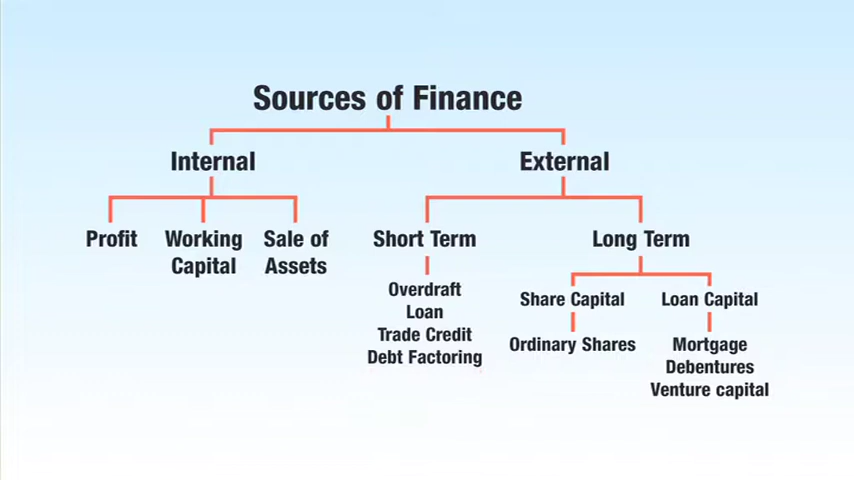 Sources of Finance
Internal
External
Profit
Working
Capital
Sale of
Assets
Short Term
Long Term
Overdraft
Loan
Trade Credit
Debt Factoring
Share Capital
Loan Capital
Ordinary Shares
Mortgage
Debentures
Venture capital